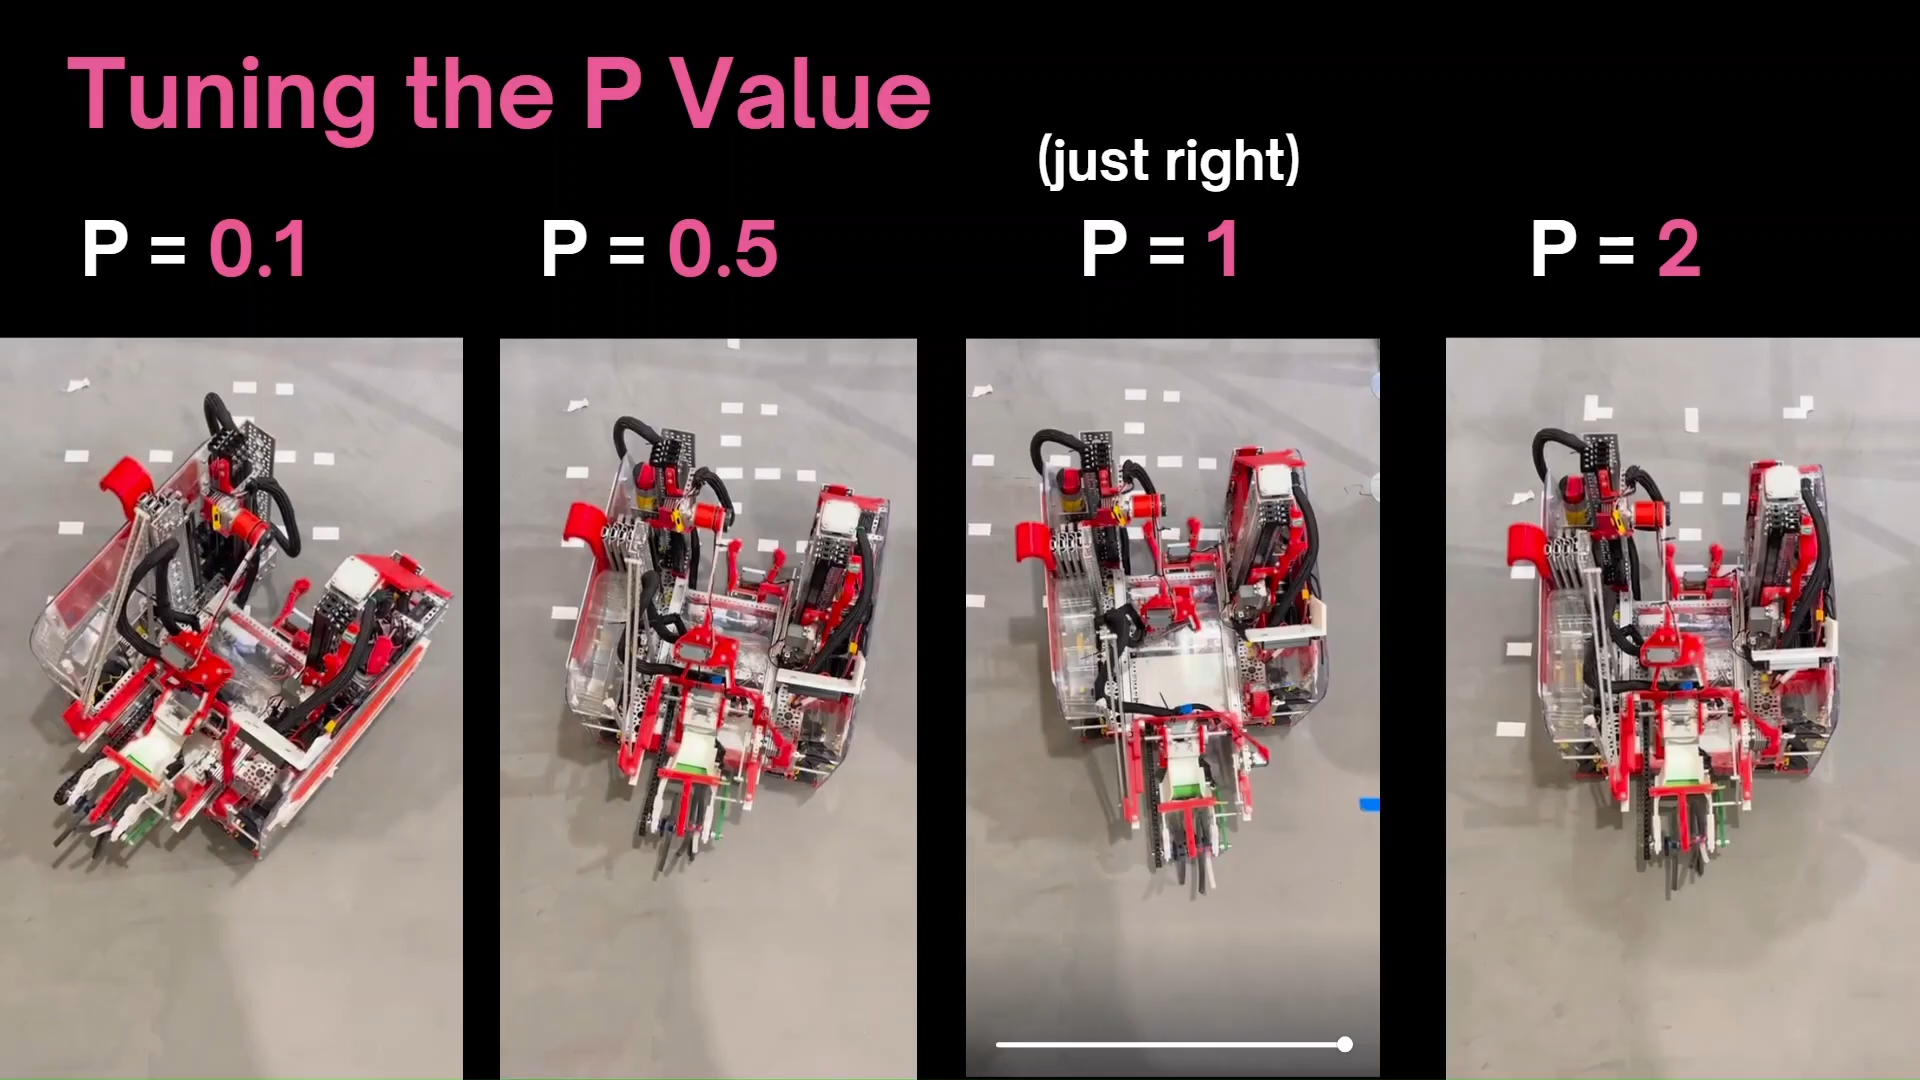 Tuning the P Value
(just right)
P = 0.1
P = 0.5
P = 1
P = 2